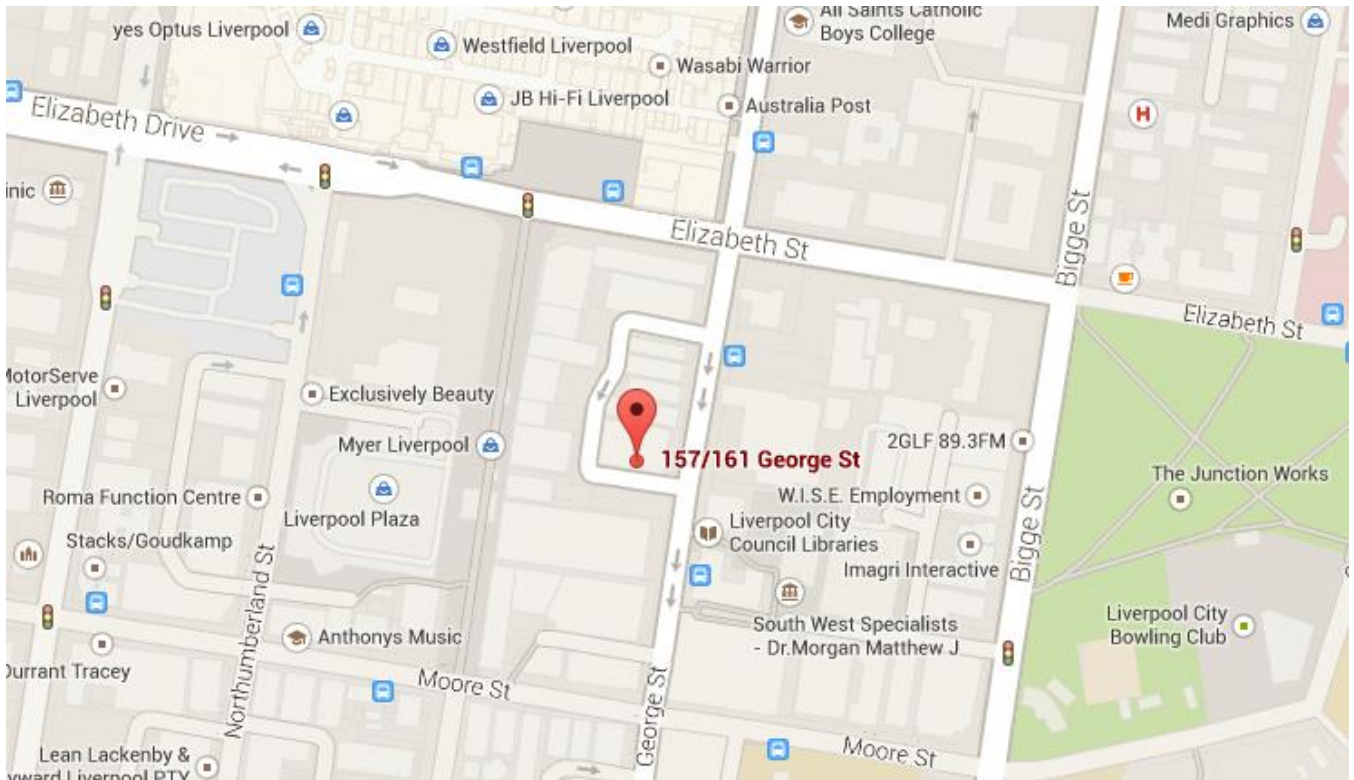 yes Optus Liverpool
Westfield Liverpool
All Saints Catholic
Boys College
Medi Graphics
Wasabi Warrior
JB Hi-Fi Liverpool
Australia Post
Elizabeth Drive
H
inic
Elizabeth St
Bigge St
Elizabeth St
MotorServe
Liverpool
Exclusively Beauty
Myer Liverpool
157/161 George St
2GLF 89.3FM
The Junction Works
Roma Function Centre
Liverpool Plaza
W.I.S.E. Employment
Liverpool City
Council Libraries
Imagri Interactive
Bigge St
Stacks/Goudkamp
Northumberland St
Anthonys Music
South West Specialists
- Dr.Morgan Matthew J
Liverpool City
Bowling Club
Durrant Tracey
Moore St
George St
Moore St
Lean Lackenby &
yward Liverpool PTY